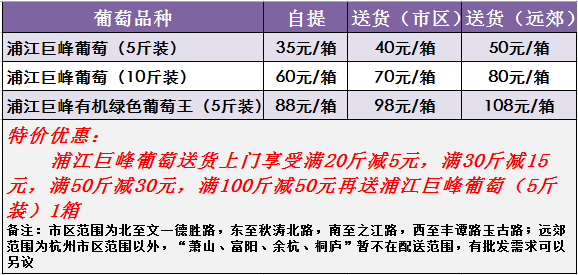 葡萄品种 自提 送货（市区） 送货（远郊）
浦江巨峰葡萄（5斤装） 35元/箱 40元/箱 50元/箱
浦江巨峰葡萄（10斤装） 60元/箱 70元/箱 80元/箱
浦江巨峰有机绿色葡萄王（5斤装） 88元/箱 98元/箱 108元/箱
特价优惠：
浦江巨峰葡萄送货上门享受满20斤减5元，满30斤减15
元，满50斤减30元，满100斤减50元再送浦江巨峰葡萄（5斤
装）1箱
备注：市区范围为北至文一德胜路，东至秋涛北路，南至之江路，西至丰谭路玉古路；远郊
范围为杭州市区范围以外，“萧山、富阳、余杭、桐庐”暂不在配送范围，有批发需求可以
另议